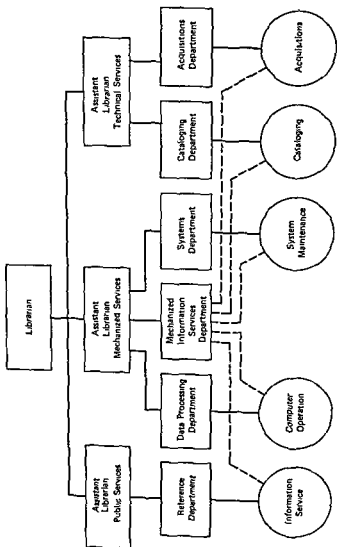 Librarian
Assistant
Librarian
Public Services
Assistant
Librarian
Mechanized Services
Assistant
Librarian
Technical Services
Reference
Department
Data Processing
Department
Mechanized
Information
Services
Department
Systems
Department
Cataloging
Department
Acquisitions
Department
Information
Service
Computer
Operation
System
Maintenance
Cataloging
Acquisitions